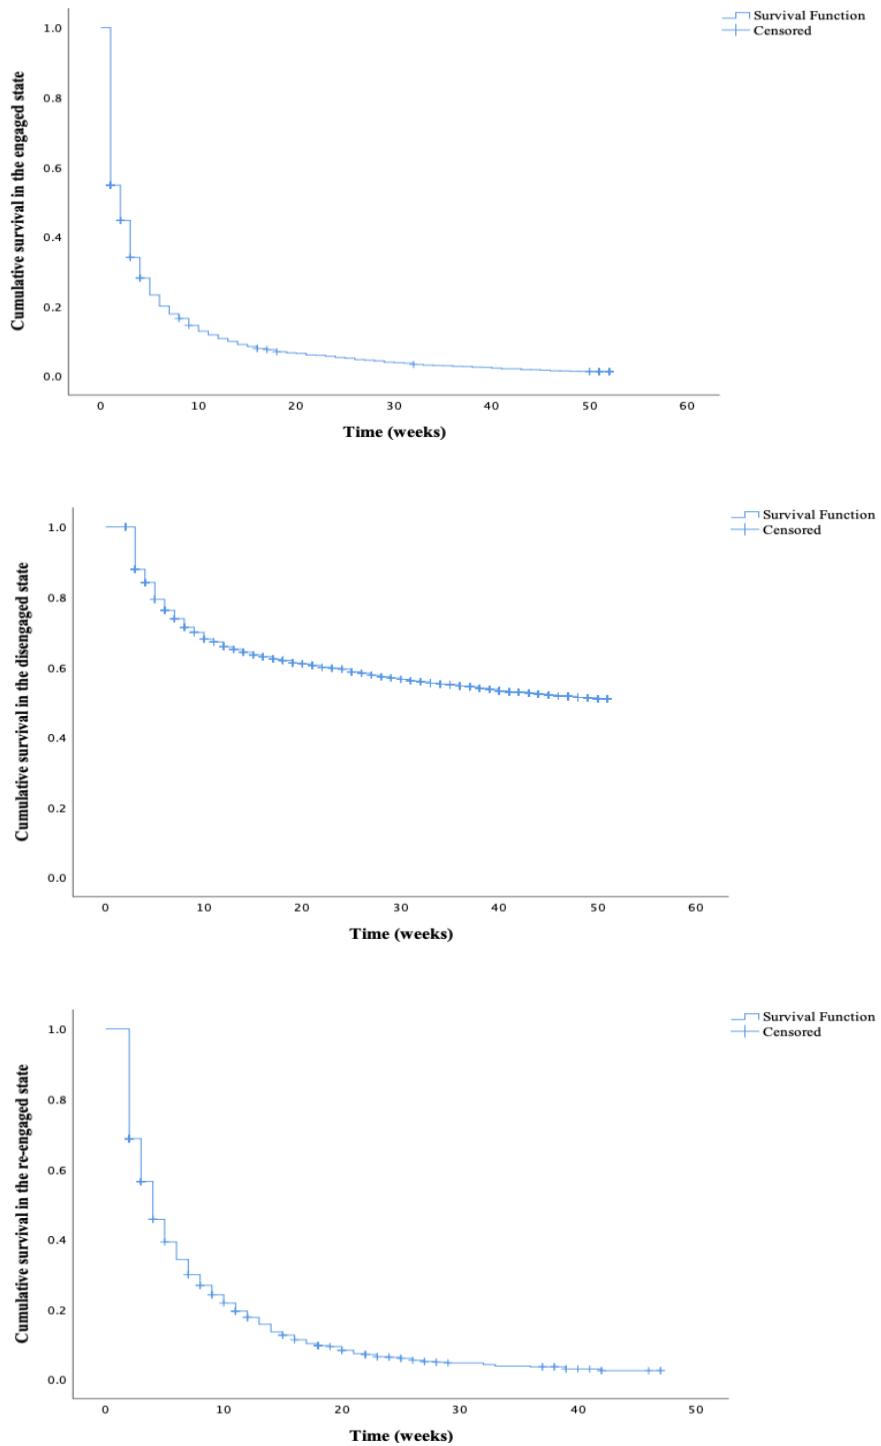 Survival Function
Censored
Cumulative survival in the engaged state
1.0
0.8
0.6
0.4
0.2
0.0
0 10 20 30 40 50 60
Time (weeks)
Survival Function
Censored
Cumulative survival in the disengaged state
1.0
0.8
0.6
0.4
0.2
0.0
0 10 20 30 40 50 60
Time (weeks)
Survival Function
Censored
Cumulative survival in the re-engaged state
1.0
0.8
0.6
0.4
0.2
0.0
0 10 20 30 40 50
Time (weeks)